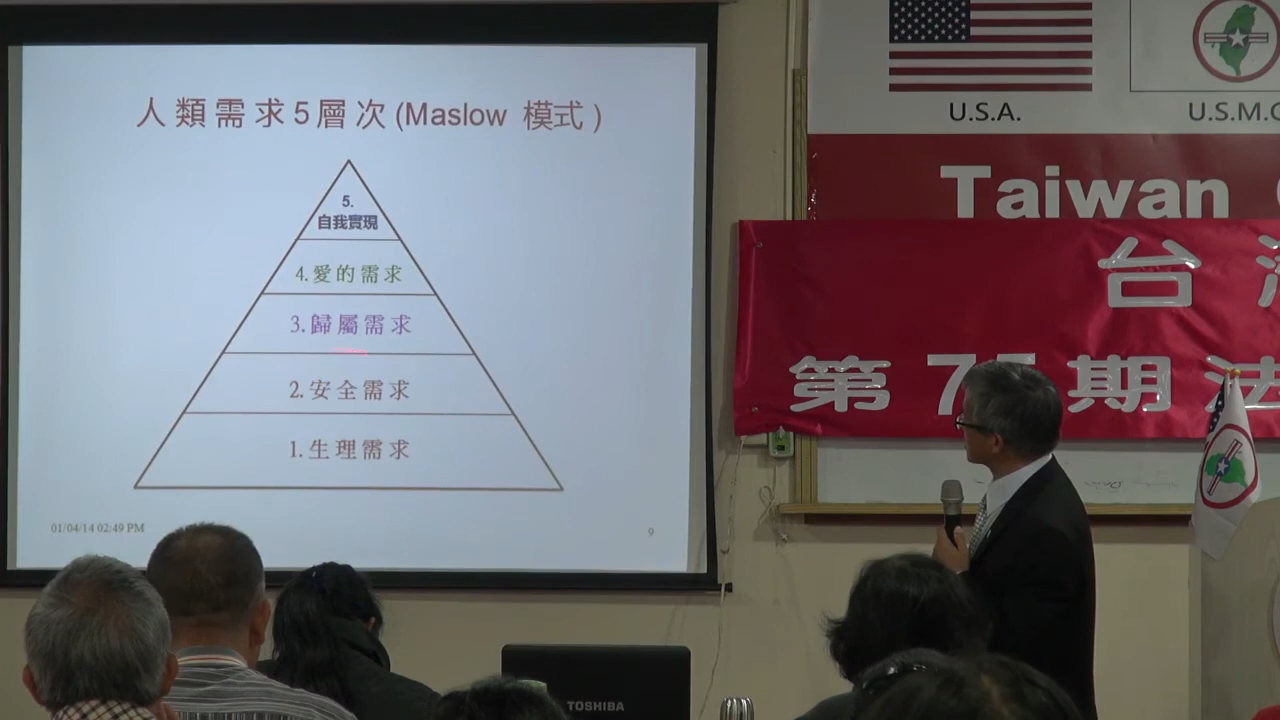 人類需求5層次(Maslow 模式)
5.
自我實現
4.愛的需求
3.歸屬需求
2.安全需求
1.生理需求
01/04/14 02:49 PM
9
U.S.A.
U.S.M.
Taiwan
台
第7 期法
TOSHIBA